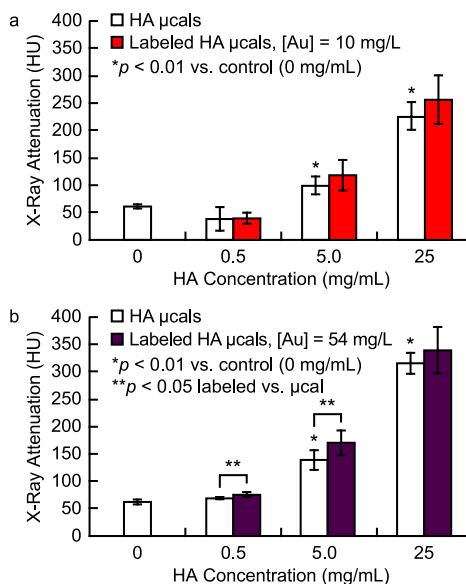 a
HA µcals
Labeled HA µcals, [Au] = 10 mg/L
*p < 0.01 vs. control (0 mg/mL)
X-Ray Attenuation (HU)
400
350
300
250
200
150
100
50
0
*
*
0 0.5 5.0 25
HA Concentration (mg/mL)
b
HA µcals
Labeled HA µcals, [Au] = 54 mg/L
*p < 0.01 vs. control (0 mg/mL)
**p < 0.05 labeled vs. µcal
X-Ray Attenuation (HU)
400
350
300
250
200
150
100
50
0
**
**
*
*
0 0.5 5.0 25
HA Concentration (mg/mL)